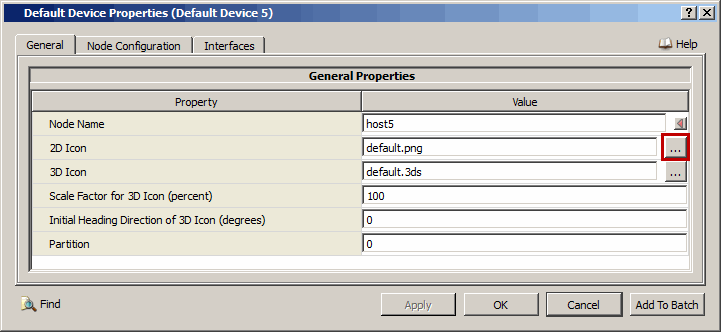 Default Device Properties (Default Device 5)
General Node Configuration Interfaces Help
General Properties
Property Value
Node Name host5
2D Icon default.png ...
3D Icon default.3ds ...
Scale Factor for 3D Icon (percent) 100
Initial Heading Direction of 3D Icon (degrees) 0
Partition 0
Find Apply OK Cancel Add To Batch